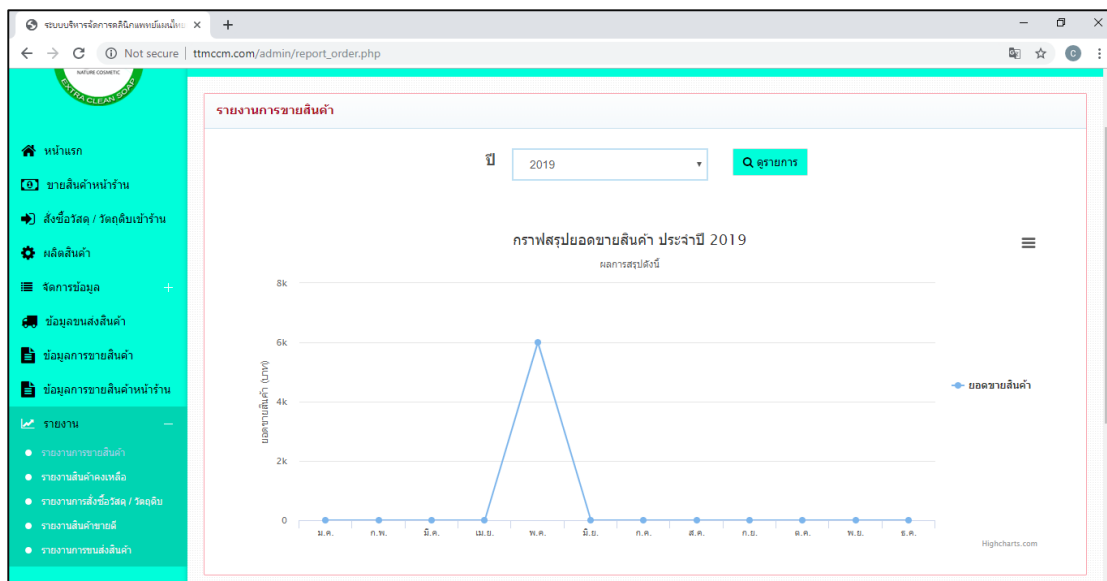 ระบบบริหารจัดการคลินิกแพทย์แผนไทย
Not secure | ttmccm.com/admin/report_order.php
C
NATURE COSMETIC
EXTRA CLEAN SOAP
หน้าแรก
ขายสินค้าหน้าร้าน
สั่งซื้อวัสดุ / วัตถุดิบเข้าร้าน
ผลิตสินค้า
จัดการข้อมูล
ข้อมูลขนส่งสินค้า
ข้อมูลการขายสินค้า
ข้อมูลการขายสินค้าหน้าร้าน
รายงาน
รายงานการขายสินค้า
รายงานสินค้าคงเหลือ
รายงานการสั่งซื้อวัสดุ / วัตถุดิบ
รายงานสินค้าขายดี
รายงานการขนส่งสินค้า
รายงานการขายสินค้า
ปี 2019 ดูรายการ
กราฟสรุปยอดขายสินค้า ประจำปี 2019
ผลการสรุปดังนี้
ยอดขายสินค้า (บาท)
8k
6k
4k
2k
0
ม.ค. ก.พ. มี.ค. เม.ย. พ.ค. มิ.ย. ก.ค. ส.ค. ก.ย. ต.ค. พ.ย. ธ.ค.
ยอดขายสินค้า
Highcharts.com